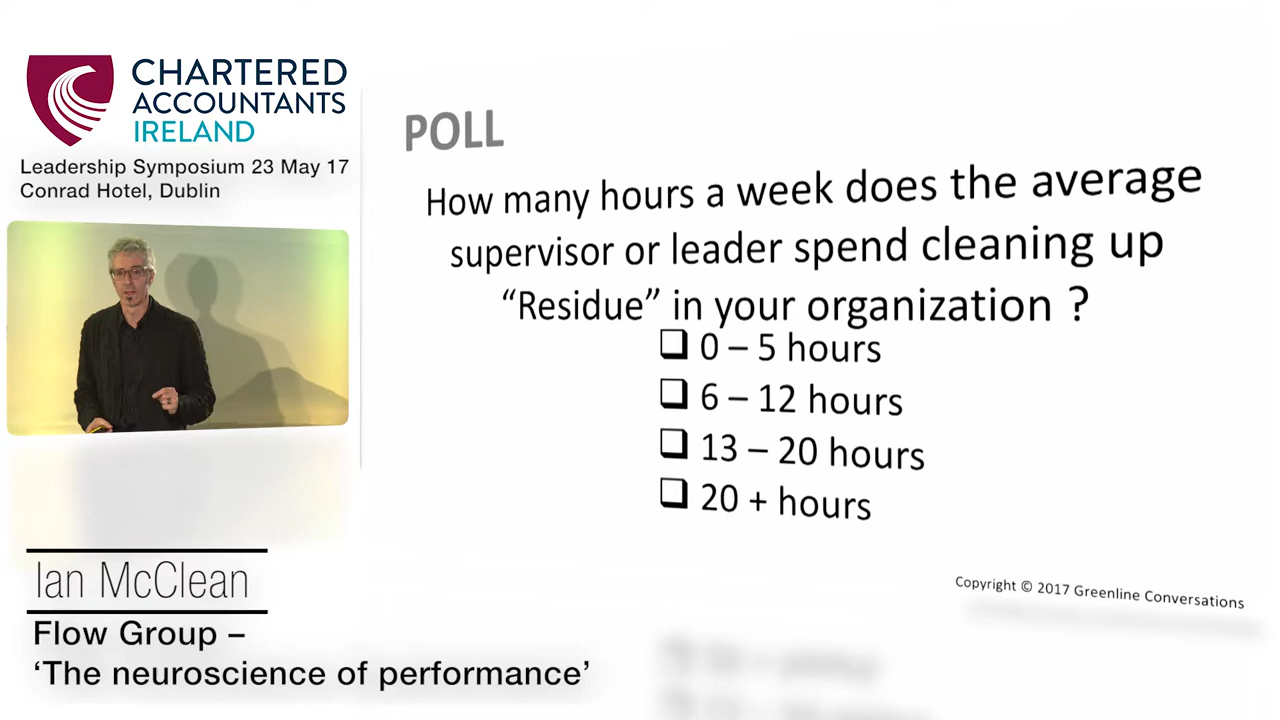 CHARTERED
ACCOUNTANTS
IRELAND
Leadership Symposium 23 May 17
Conrad Hotel, Dublin
POLL
How many hours a week does the average
supervisor or leader spend cleaning up
“Residue” in your organization ?
❑ 0 – 5 hours
❑ 6 – 12 hours
❑ 13 – 20 hours
❑ 20 + hours
Copyright © 2017 Greenline Conversations
Ian McClean
Flow Group –
‘The neuroscience of performance’